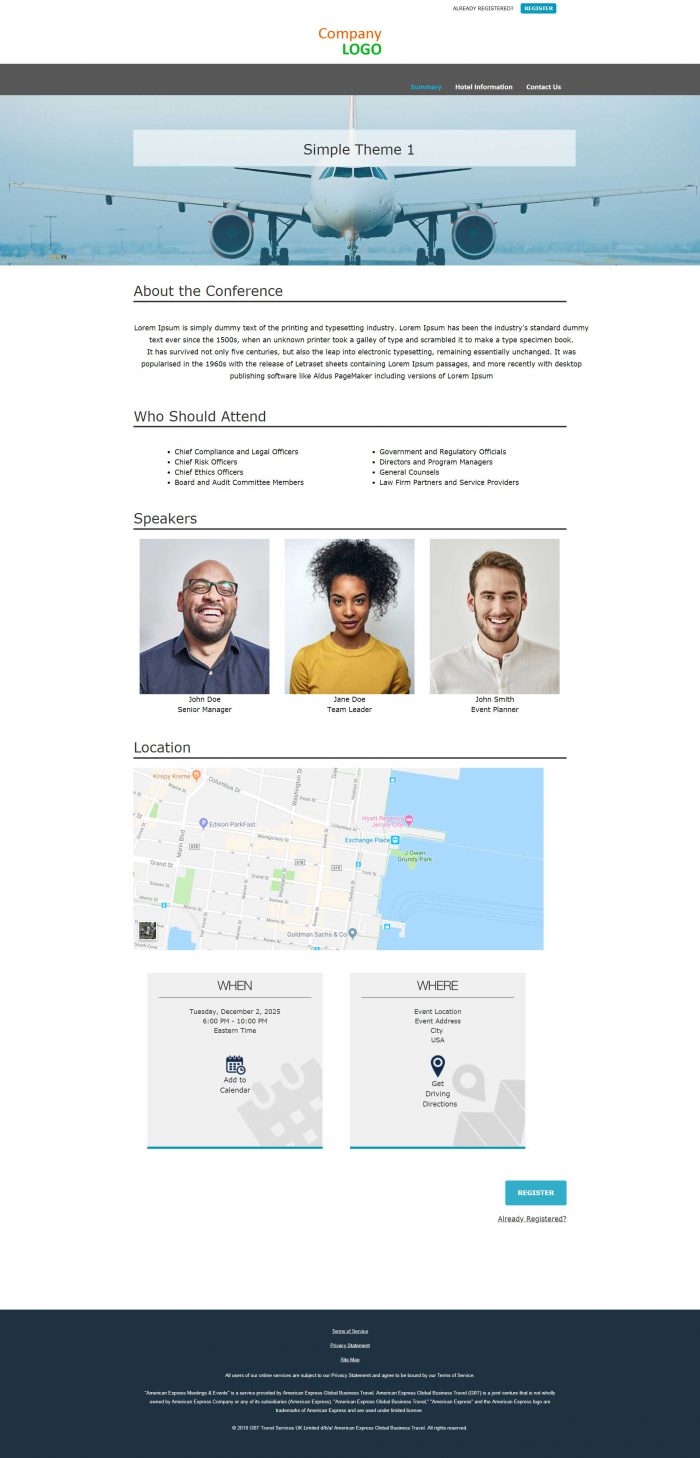 ALREADY REGISTERED? REGISTER
Company
LOGO
Summary Hotel Information Contact Us
Simple Theme 1
About the Conference
Lorem Ipsum is simply dummy text of the printing and typesetting industry. Lorem Ipsum has been the industry's standard dummy
text ever since the 1500s, when an unknown printer took a galley of type and scrambled it to make a type specimen book.
It has survived not only five centuries, but also the leap into electronic typesetting, remaining essentially unchanged. It was
popularised in the 1960s with the release of Letraset sheets containing Lorem Ipsum passages, and more recently with desktop
publishing software like Aldus PageMaker including versions of Lorem Ipsum
Who Should Attend
• Chief Compliance and Legal Officers
• Chief Risk Officers
• Chief Ethics Officers
• Board and Audit Committee Members
• Government and Regulatory Officials
• Directors and Program Managers
• General Counsels
• Law Firm Partners and Service Providers
Speakers
John Doe
Senior Manager
Jane Doe
Team Leader
John Smith
Event Planner
Location
Krispy Kreme
Columbus Dr
Washington St
Warren St
Edison ParkFast
Hyatt Regency
Jersey City
Columbus Dr
Montgomery St
Exchange Place
J Owen
Grundy Park
Marin Blvd
Grand St
York St
Sussex St
Morris St
Goldman Sachs & Co
Essex St
South Cove
WHEN
Tuesday, December 2, 2025
6:00 PM - 10:00 PM
Eastern Time
Add to
Calendar
WHERE
Event Location
Event Address
City
USA
Get
Driving
Directions
REGISTER
Already Registered?
Terms of Service
Privacy Statement
Site Map
All users of our online services are subject to our Privacy Statement and agree to be bound by our Terms of Service.
"American Express Meetings & Events" is a service provided by American Express Global Business Travel. American Express Global Business Travel (GBT) is a joint venture that is not wholly
owned by American Express Company or any of its subsidiaries (American Express). "American Express Global Business Travel," "American Express" and the American Express logo are
trademarks of American Express and are used under limited license.
© 2018 GBT Travel Services UK Limited d/b/a/ American Express Global Business Travel. All rights reserved.